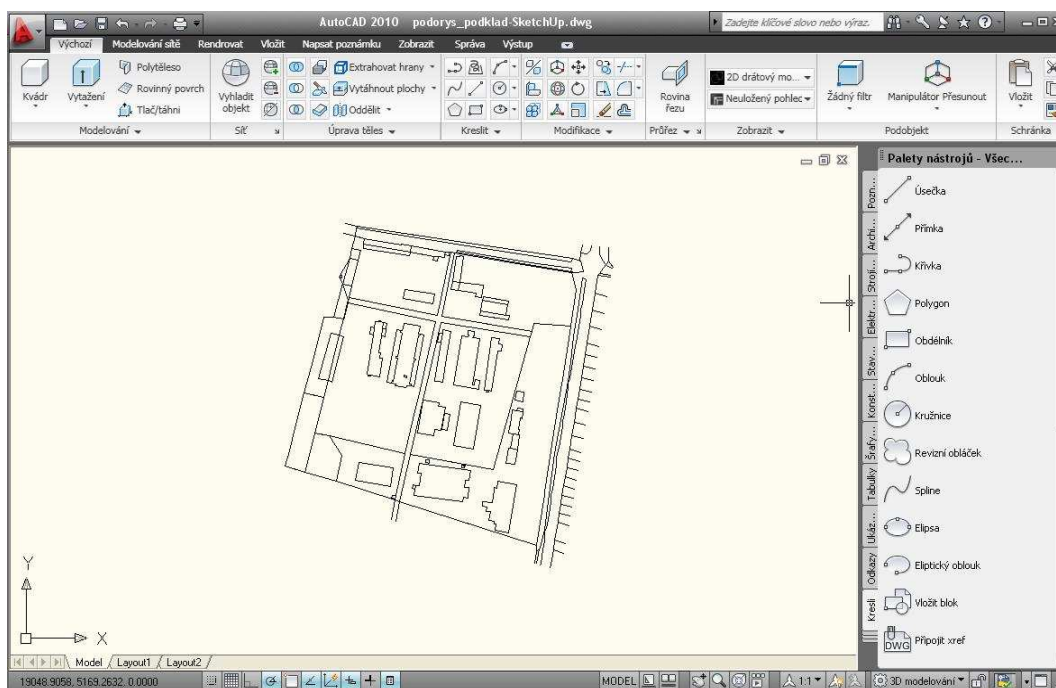 AutoCAD 2010 podorys_podklad-SketchUp.dwg
Zadejte klíčové slovo nebo výraz.
Výchozí Modelování sítě Rendrovat Vložit Napsat poznámku Zobrazit Správa Výstup
Kvádr
Vytažení
Polytěleso
Rovinný povrch
Tlač/táhni
Modelování
Vyhladit objekt
Síť
Extrahovat hrany
Vytáhnout plochy
Oddělit
Úprava těles
Kreslit
Modifikace
Rovina řezu
Průřez
2D drátový mo...
Neuložený pohlec
Zobrazit
Žádný filtr
Manipulátor Přesunout
Podobjekt
Vložit
Schránka
Palety nástrojů - Všec...
Pozn...
Archi...
Strojí...
Elektr...
Stav...
Konst...
Šrafy...
Tabulky
Ukáz...
Odkazy
Kresli
Úsečka
Přímka
Křivka
Polygon
Obdélník
Oblouk
Kružnice
Revizní obláček
Spline
Elipsa
Eliptický oblouk
Vložit blok
DWG
Připojit xref
Y
X
Model Layout1 Layout2
19048.9058, 5169.2632, 0.0000
MODEL
1:1
3D modelování